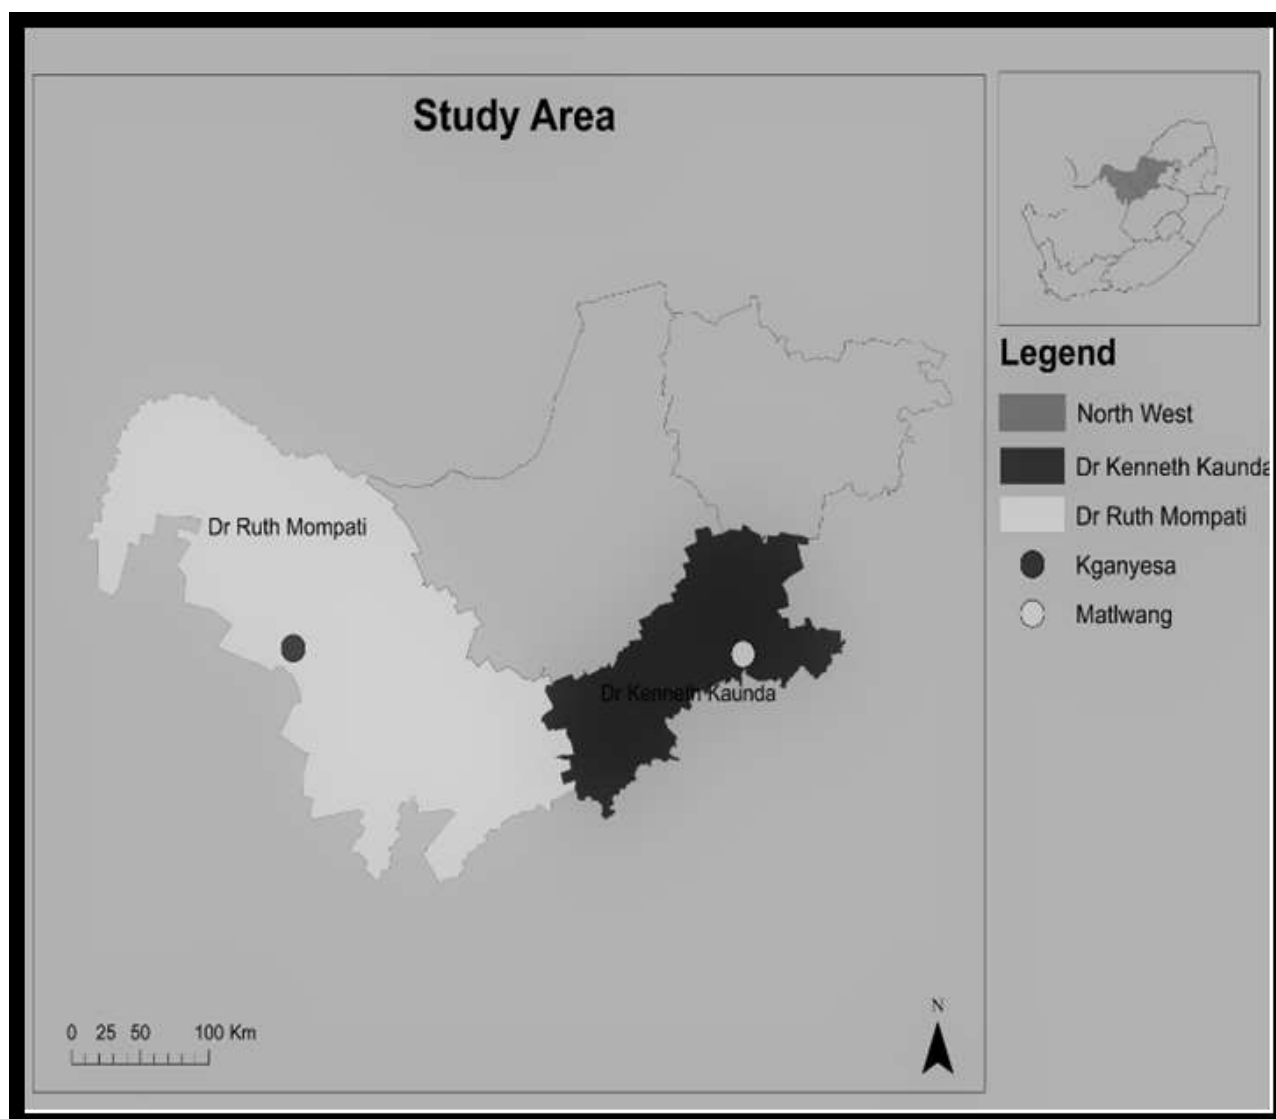 Study Area
Dr Ruth Mompati
Dr Kenneth Kaunda
0 25 50 100 Km
N
Legend
North West
Dr Kenneth Kaunda
Dr Ruth Mompati
Kganyesa
Matlwang